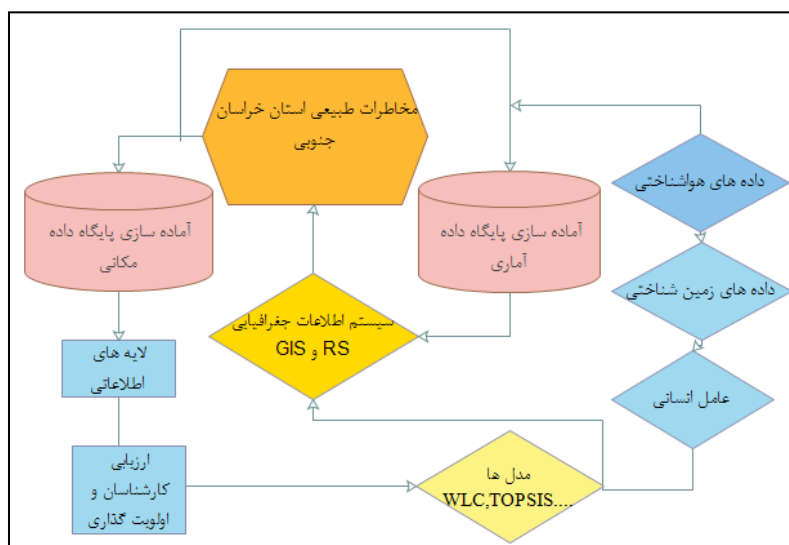 مخاطرات طبیعی استان خراسان
جنوبی
داده های هواشناختی
آماده سازی پایگاه داده
آماری
آماده سازی پایگاه داده
مکانی
داده های زمین شناختی
سیستم اطلاعات جغرافیایی
GIS و RS
لایه های
اطلاعاتی
عامل انسانی
ارزیابی
کارشناسان و
اولویت گذاری
مدل ها
WLC,TOPSIS....